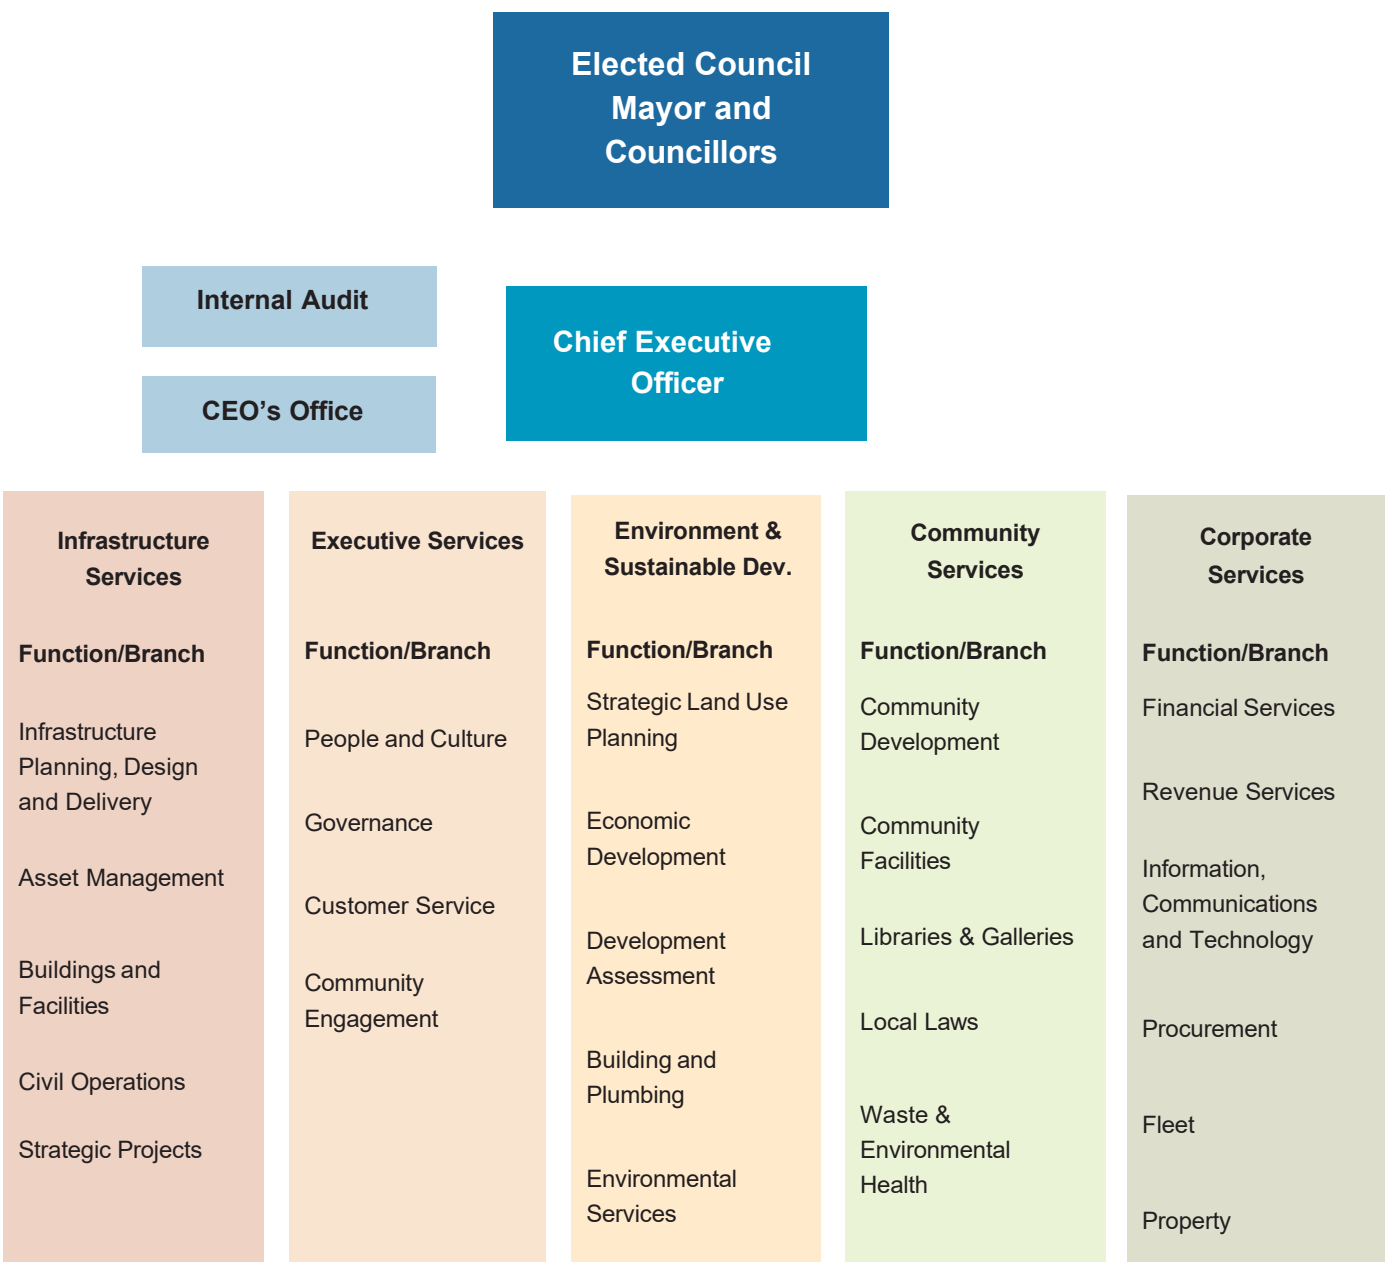 Elected Council
Mayor and
Councillors
Internal Audit
CEO’s Office
Chief Executive
Officer
Infrastructure
Services
Function/Branch
Infrastructure
Planning, Design
and Delivery
Asset Management
Buildings and
Facilities
Civil Operations
Strategic Projects
Executive Services
Function/Branch
People and Culture
Governance
Customer Service
Community
Engagement
Environment &
Sustainable Dev.
Function/Branch
Strategic Land Use
Planning
Economic
Development
Development
Assessment
Building and
Plumbing
Environmental
Services
Community
Services
Function/Branch
Community
Development
Community
Facilities
Libraries & Galleries
Local Laws
Waste &
Environmental
Health
Corporate
Services
Function/Branch
Financial Services
Revenue Services
Information,
Communications
and Technology
Procurement
Fleet
Property